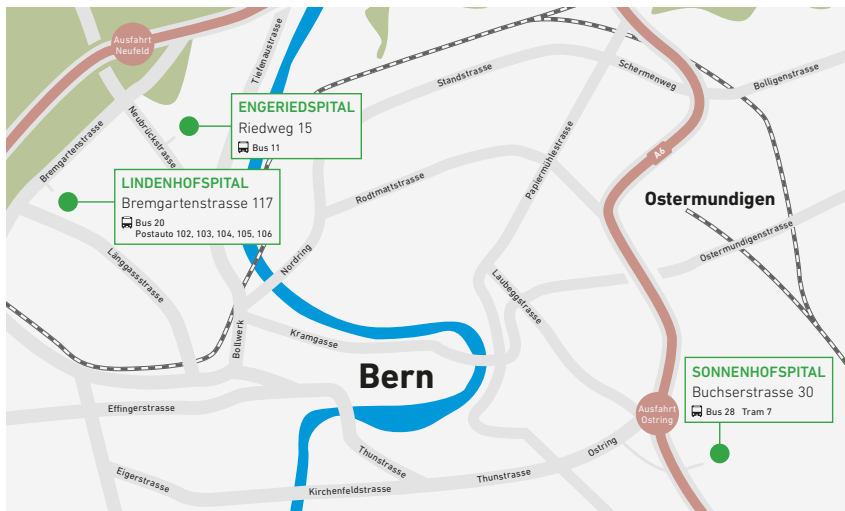 Ausfahrt
Neufeld
Tiefenaustrasse
Standstrasse
Schermenweg
Bolligenstrasse
ENGERIEDSPITAL
Riedweg 15
Bus 11
Neubrückstrasse
Bremgartenstrasse
Papiermühlestrasse
A6
LINDENHOFSPITAL
Bremgartenstrasse 117
Bus 20
Postauto 102, 103, 104, 105, 106
Rodtmattstrasse
Ostermundigen
Ostermundigenstrasse
Länggassstrasse
Nordring
Laubeggstrasse
Bollwerk
Kramgasse
Bern
SONNENHOFSPITAL
Buchserstrasse 30
Bus 28 Tram 7
Effingerstrasse
Ausfahrt
Ostring
Ostring
Thunstrasse
Thunstrasse
Eigerstrasse
Kirchenfeldstrasse